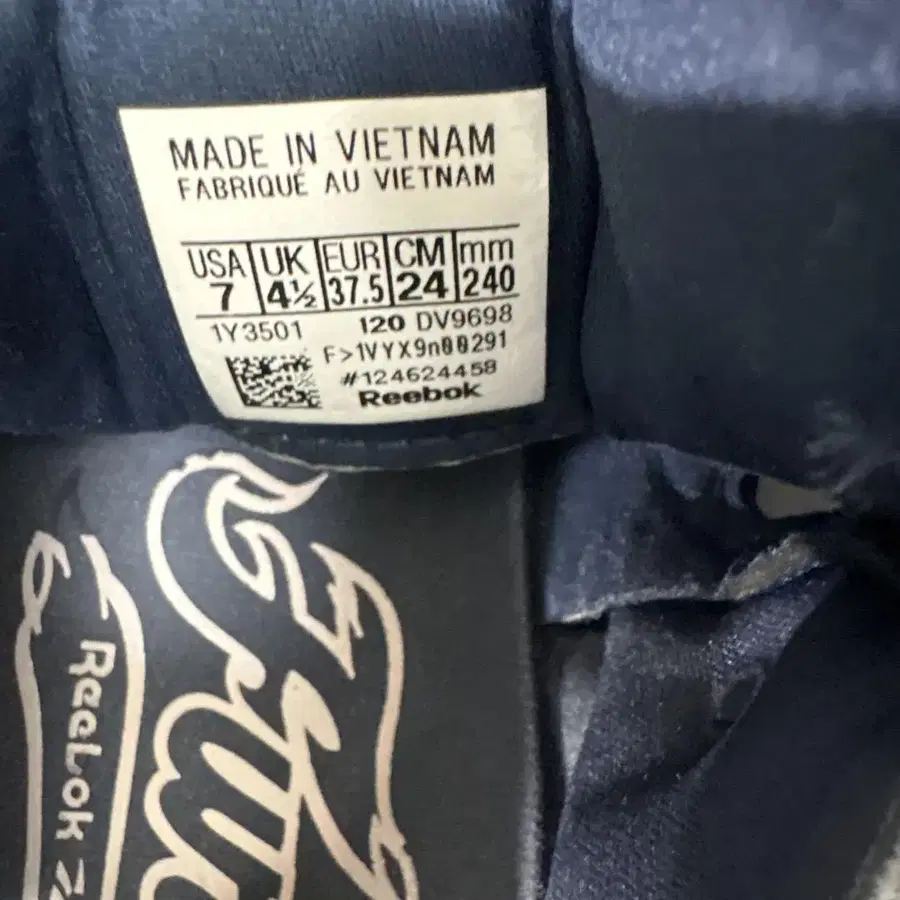 MADE IN VIETNAM
FABRIQUÉ AU VIETNAM
USA UK EUR CM mm
7 4½ 37.5 24 240
1Y3501 120 DV9698
F>1VYX9n00291
#124624458
Reebok
Reebok